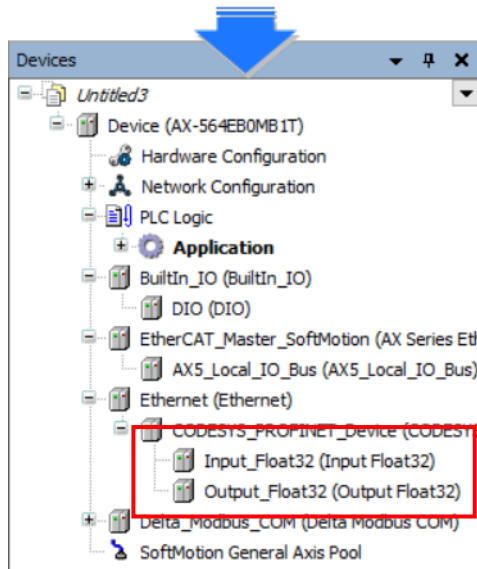 Devices
Untitled3
Device (AX-564EB0MB1T)
Hardware Configuration
Network Configuration
PLC Logic
Application
BuiltIn_IO (BuiltIn_IO)
DIO (DIO)
EtherCAT_Master_SoftMotion (AX Series Eth
AX5_Local_IO_Bus (AX5_Local_IO_Bus)
Ethernet (Ethernet)
CODESYS_PROFINET_Device (CODESYS
Input_Float32 (Input Float32)
Output_Float32 (Output Float32)
Delta_Modbus_COM (Delta Modbus COM)
SoftMotion General Axis Pool